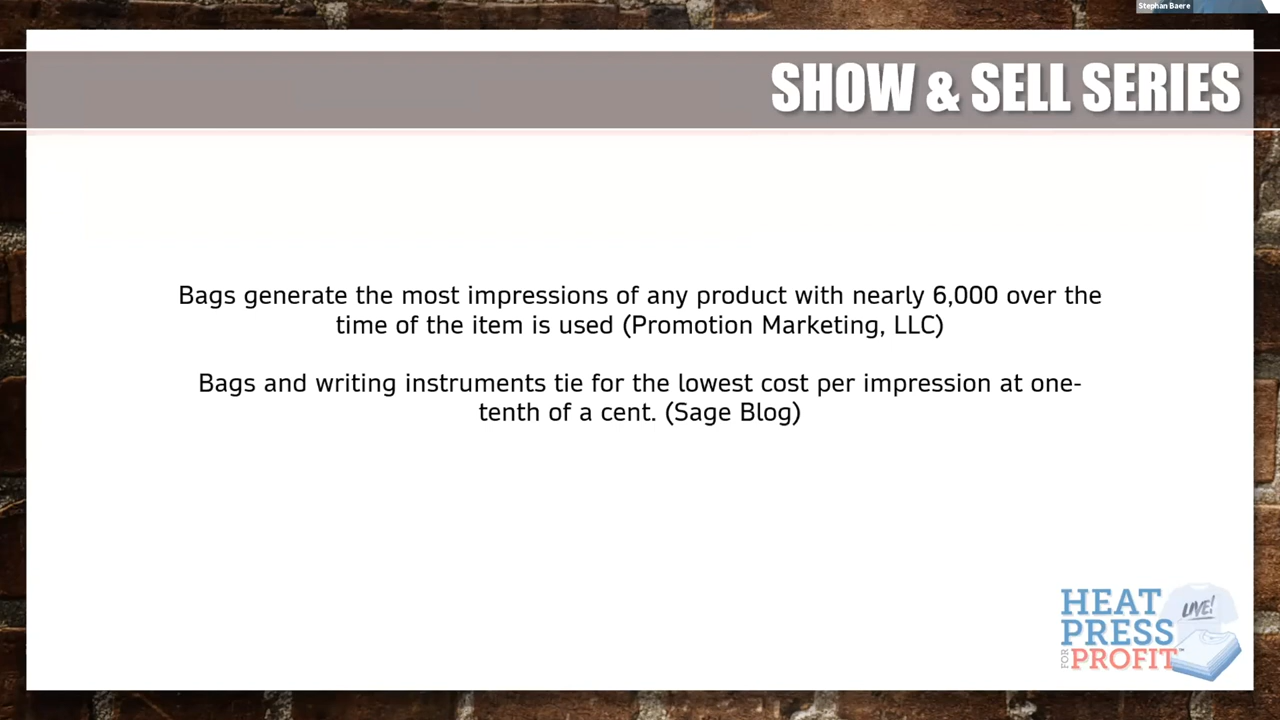 Stephan Baere
SHOW & SELL SERIES
Bags generate the most impressions of any product with nearly 6,000 over the
time of the item is used (Promotion Marketing, LLC)
Bags and writing instruments tie for the lowest cost per impression at one-
tenth of a cent. (Sage Blog)
HEAT
LIVE!
PRESS
FOR PROFIT™